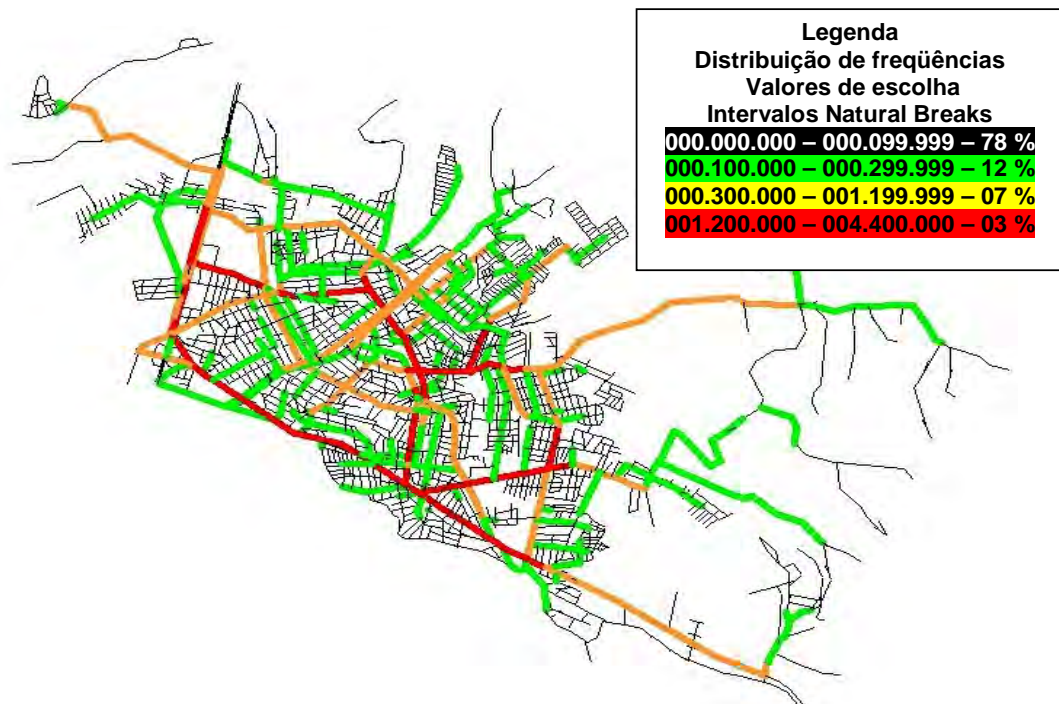 Legenda
Distribuição de freqüências
Valores de escolha
Intervalos Natural Breaks
000.000.000 – 000.099.999 – 78 %
000.100.000 – 000.299.999 – 12 %
000.300.000 – 001.199.999 – 07 %
001.200.000 – 004.400.000 – 03 %